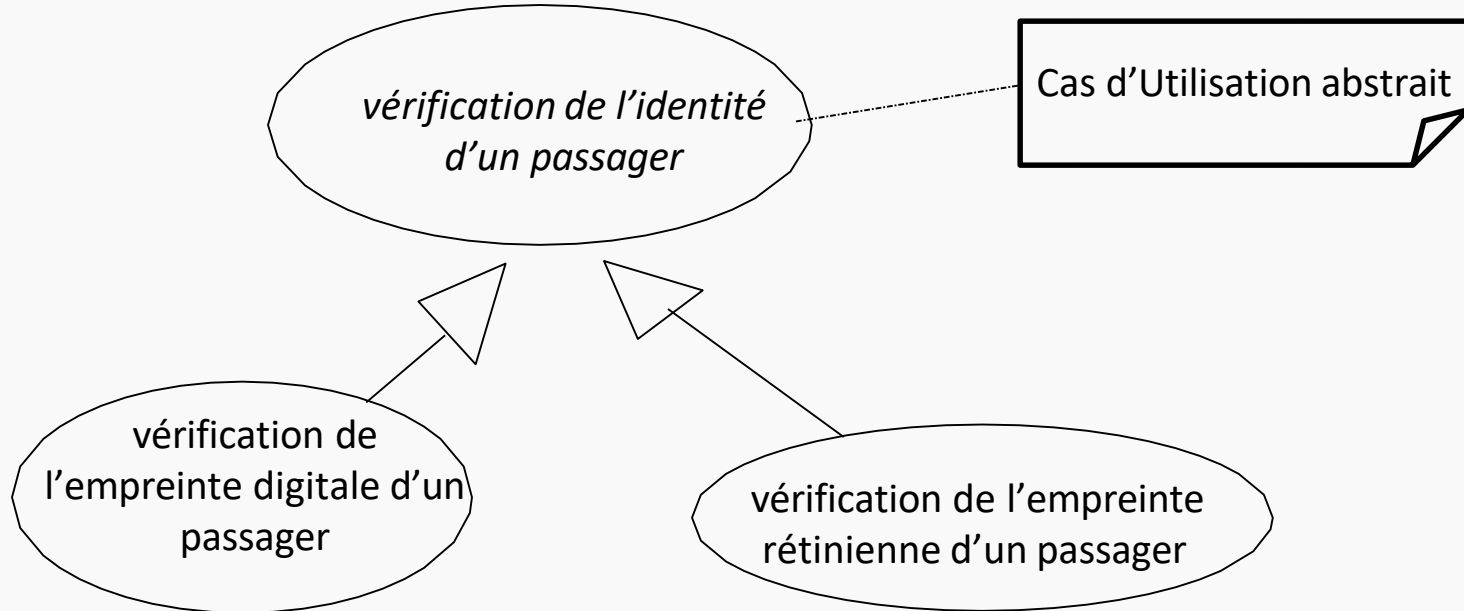 vérification de l’identité
d’un passager
Cas d’Utilisation abstrait
vérification de
l’empreinte digitale d’un
passager
vérification de l’empreinte
rétinienne d’un passager